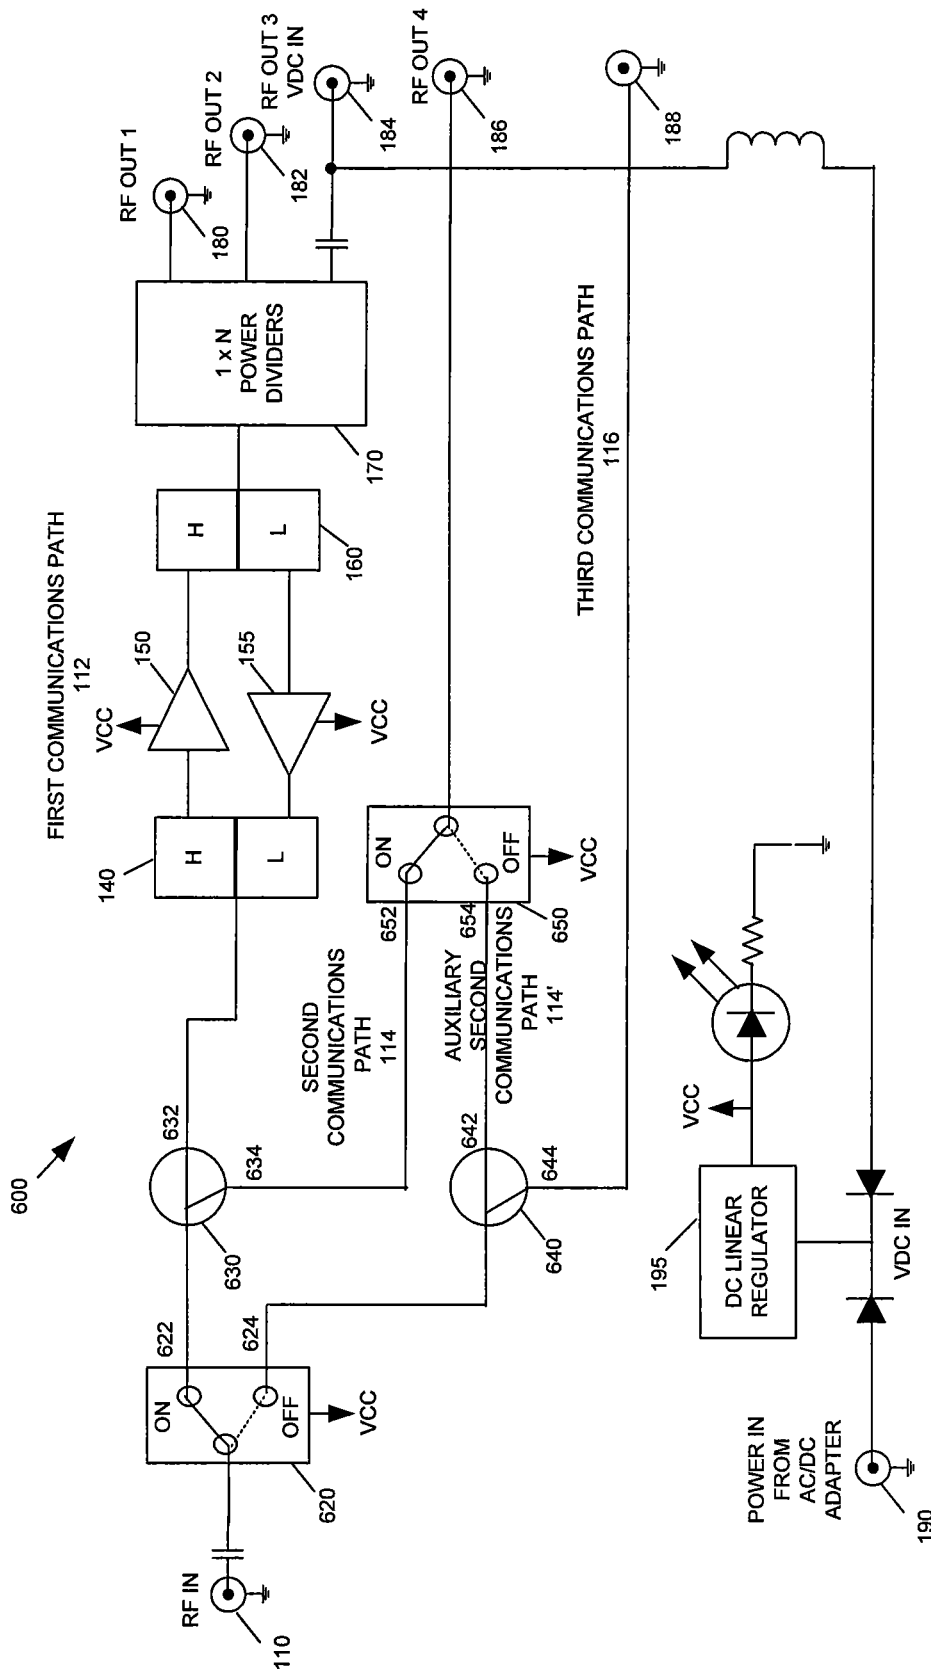 600
FIRST COMMUNICATIONS PATH
112
RF IN
110
ON
OFF
VCC
620
622
624
630
632
634
140
H
L
VCC
150
155
VCC
H
L
160
1 x N
POWER
DIVIDERS
170
RF OUT 1
180
RF OUT 2
182
RF OUT 3
VDC IN
184
RF OUT 4
186
188
SECOND
COMMUNICATIONS
PATH
114
AUXILIARY
SECOND
COMMUNICATIONS
PATH
114'
640
642
644
652
654
ON
OFF
650
VCC
THIRD COMMUNICATIONS PATH
116
195
DC LINEAR
REGULATOR
VCC
VDC IN
POWER IN
FROM
AC/DC
ADAPTER
190